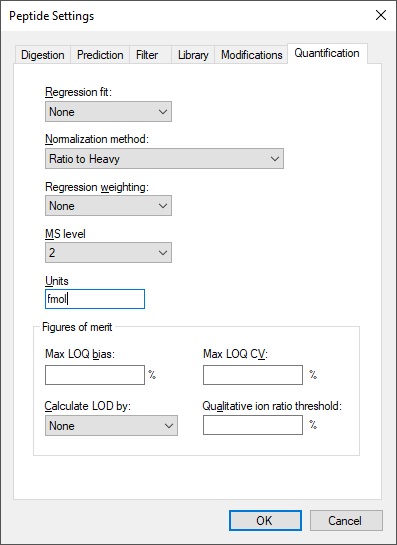 Peptide Settings
Digestion Prediction Filter Library Modifications Quantification
Regression fit:
None
Normalization method:
Ratio to Heavy
Regression weighting:
None
MS level
2
Units
fmol
Figures of merit
Max LOQ bias: Max LOQ CV:
% %
Calculate LOD by: Qualitative ion ratio threshold:
None %
OK Cancel